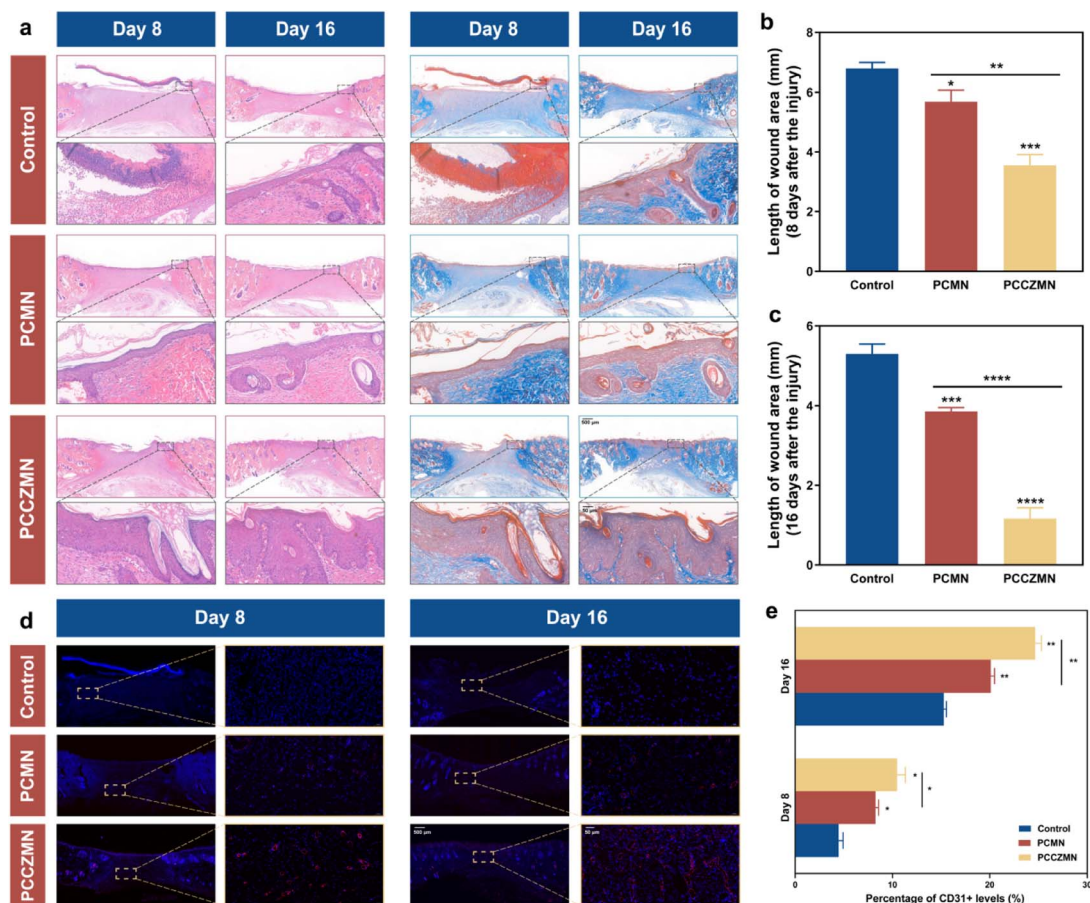 a
Day 8
Day 16
Day 8
Day 16
Control
PCMN
PCCZMN
500 μm
50 μm
b
Length of wound area (mm)
(8 days after the injury)
8
6
4
2
0
**
*
***
Control
PCMN
PCCZMN
c
Length of wound area (mm)
(16 days after the injury)
6
4
2
0
****
***
****
Control
PCMN
PCCZMN
d
Day 8
Day 16
Control
PCMN
PCCZMN
500 μm
50 μm
e
Day 16
Day 8
**
**
**
*
*
*
Control
PCMN
PCCZMN
0
10
20
30
Percentage of CD31+ levels (%)